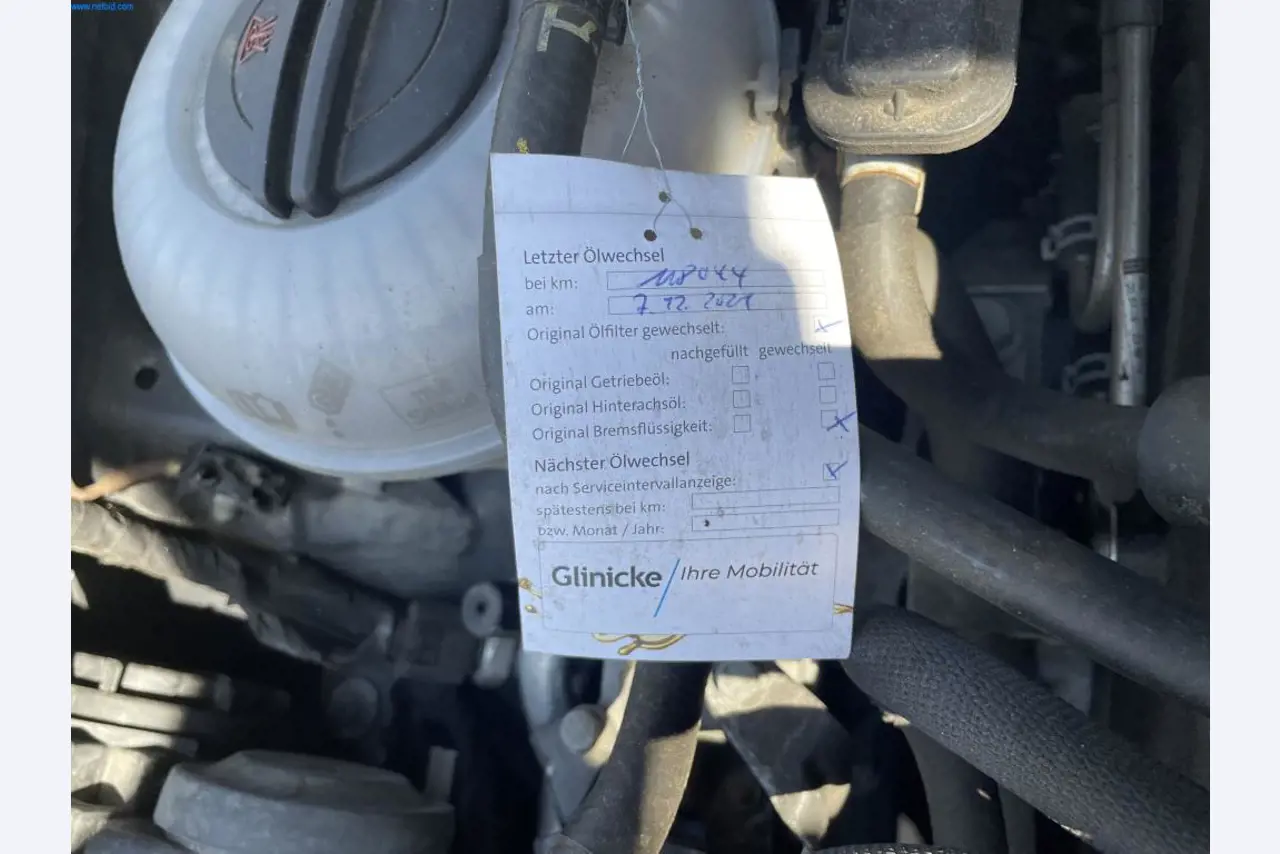 www.netbid.com
Letzter Ölwechsel
bei km: 118044
am: 7.12.2021
Original Ölfilter gewechselt: x
nachgefüllt gewechselt
Original Getriebeöl:
Original Hinterachsöl:
Original Bremsflüssigkeit: x
Nächster Ölwechsel
nach Serviceintervallanzeige: x
spätestens bei km:
bzw. Monat / Jahr:
Glinicke / Ihre Mobilität